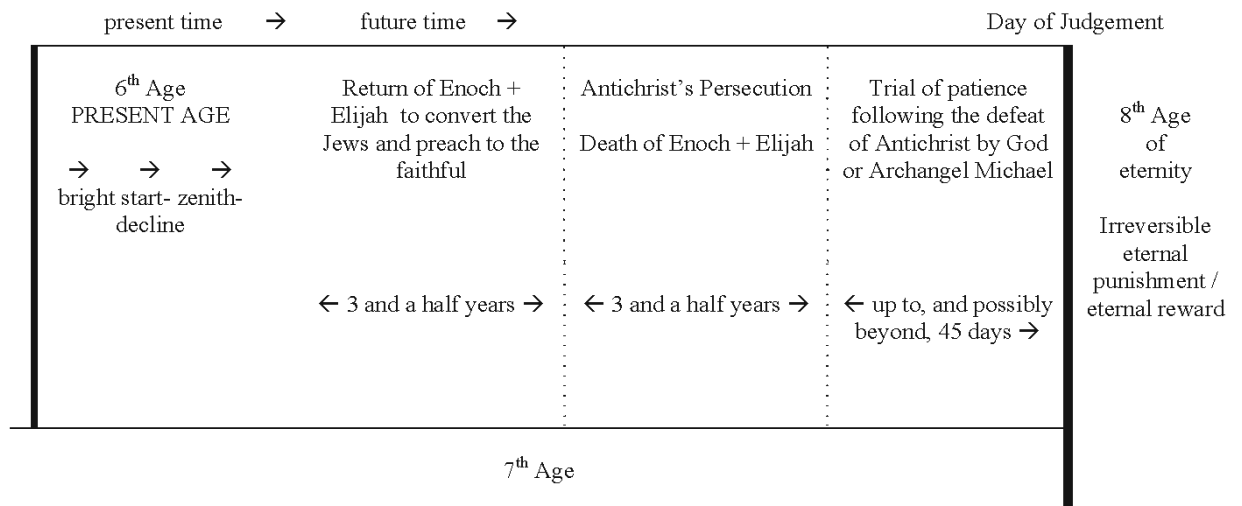 present time → future time → Day of Judgement
6th Age
PRESENT AGE
→ → →
bright start- zenith-
decline
Return of Enoch +
Elijah to convert the
Jews and preach to the
faithful
← 3 and a half years →
Antichrist's Persecution
Death of Enoch + Elijah
← 3 and a half years →
Trial of patience
following the defeat
of Antichrist by God
or Archangel Michael
← up to, and possibly
beyond, 45 days →
8th Age
of
eternity
Irreversible
eternal
punishment /
eternal reward
7th Age